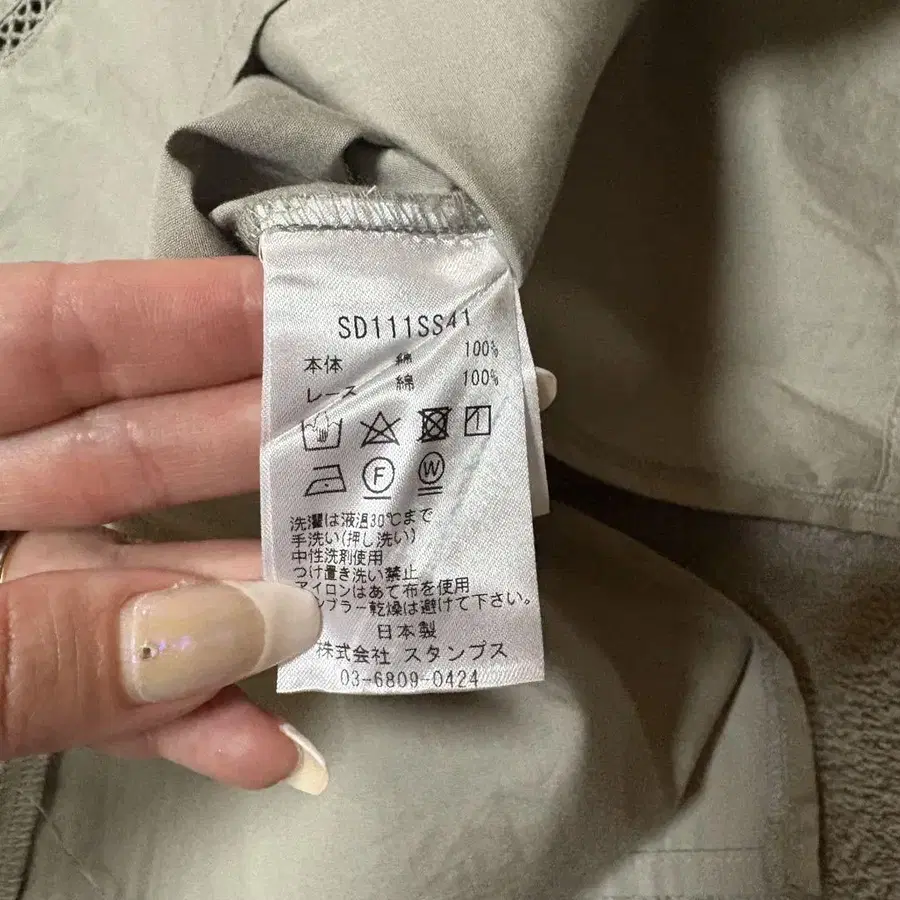 SD111SS41
本体 綿 100%
レース 綿 100%
F W
洗濯は液温30℃まで
手洗い(押し洗い)
中性洗剤使用
つけ置き洗い禁止
アイロンはあて布を使用
ンブラー乾燥は避けて下さい。
日本製
株式会社 スタンプス
03-6809-0424